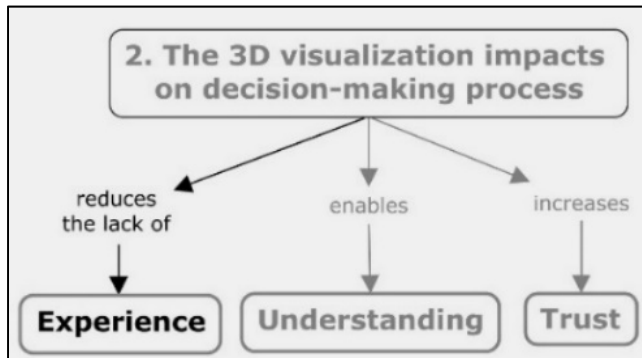 2. The 3D visualization impacts
on decision-making process
reduces
the lack of
enables
increases
Experience
Understanding
Trust